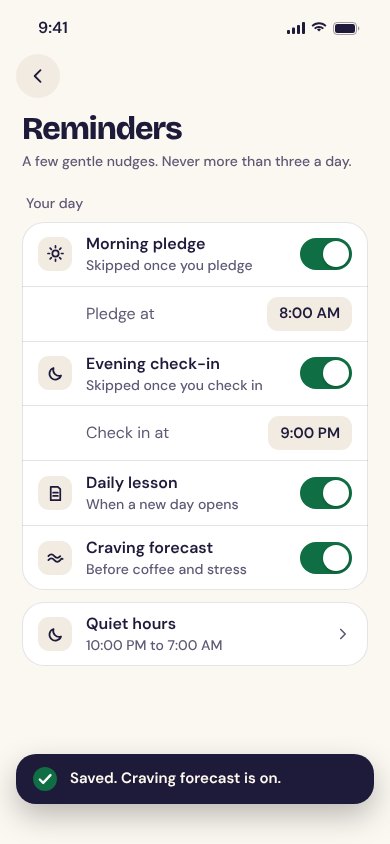 9:41
Reminders
A few gentle nudges. Never more than three a day.
Your day
Morning pledge
Skipped once you pledge
Pledge at
8:00 AM
Evening check-in
Skipped once you check in
Check in at
9:00 PM
Daily lesson
When a new day opens
Craving forecast
Before coffee and stress
Quiet hours
10:00 PM to 7:00 AM
Saved. Craving forecast is on.